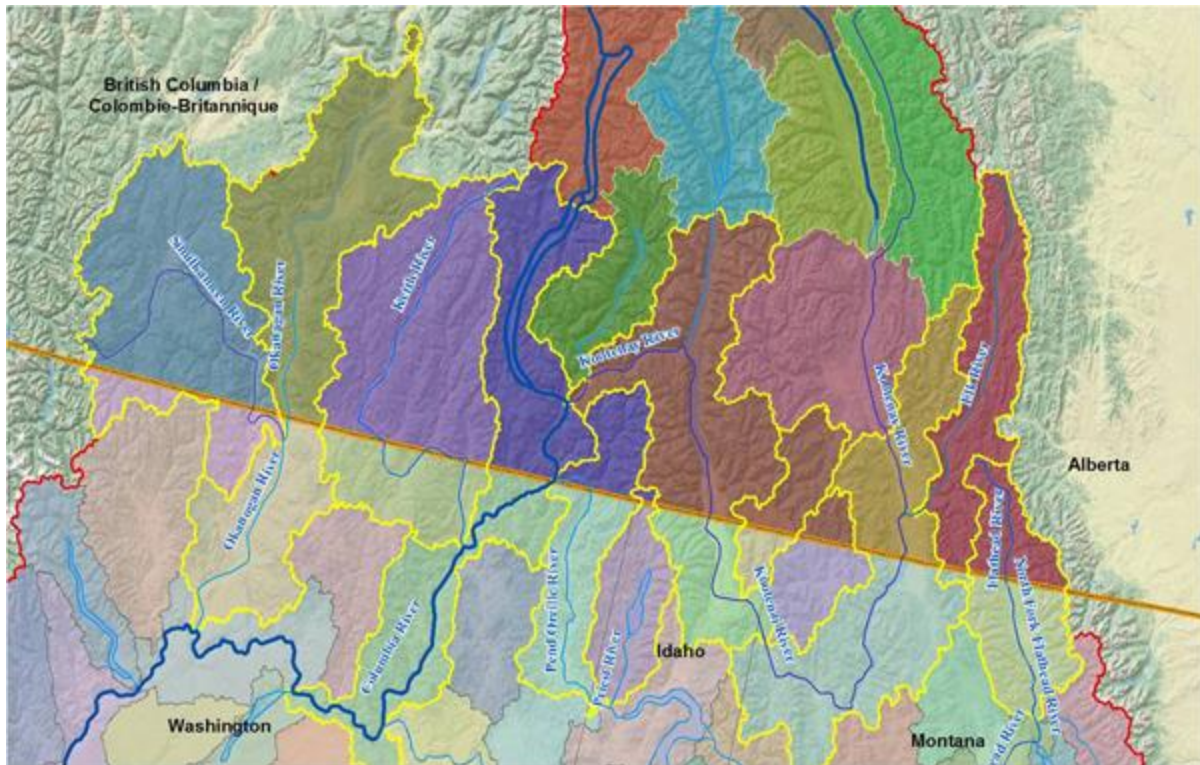 British Columbia /
Colombie-Britannique
Similkameen River
Okanagan River
Kettle River
Kootenay River
Kootenay River
Elk River
Alberta
Okanogan River
Columbia River
Pend Oreille River
Priest River
Idaho
Kootenai River
Flathead River
North Fork Flathead River
Washington
Montana
River